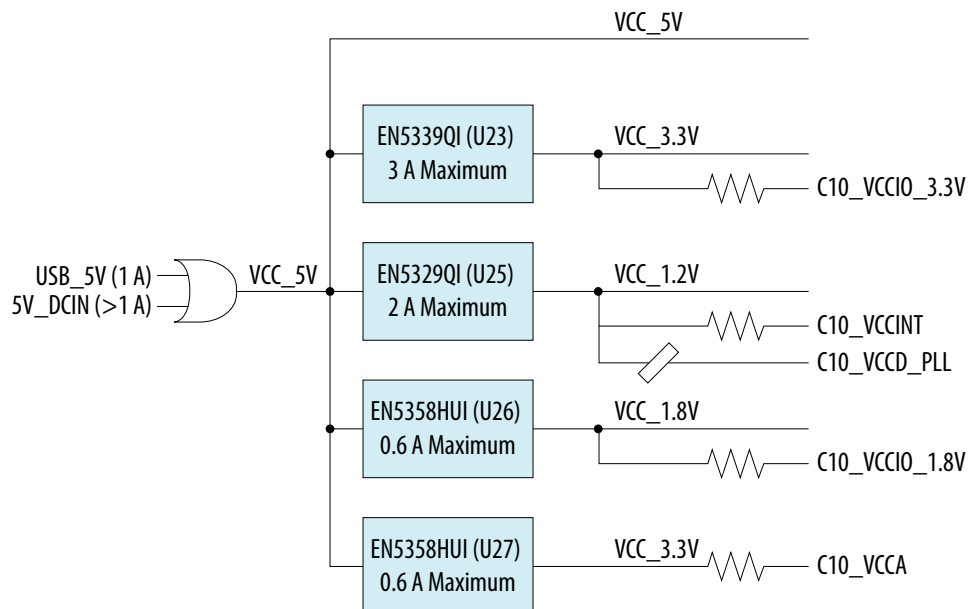 VCC_5V
EN5339QI (U23)
3 A Maximum
VCC_3.3V
C10_VCCIO_3.3V
USB_5V (1 A)
5V_DCIN (>1 A)
VCC_5V
EN5329QI (U25)
2 A Maximum
VCC_1.2V
C10_VCCINT
C10_VCCD_PLL
EN5358HUI (U26)
0.6 A Maximum
VCC_1.8V
C10_VCCIO_1.8V
EN5358HUI (U27)
0.6 A Maximum
VCC_3.3V
C10_VCCA